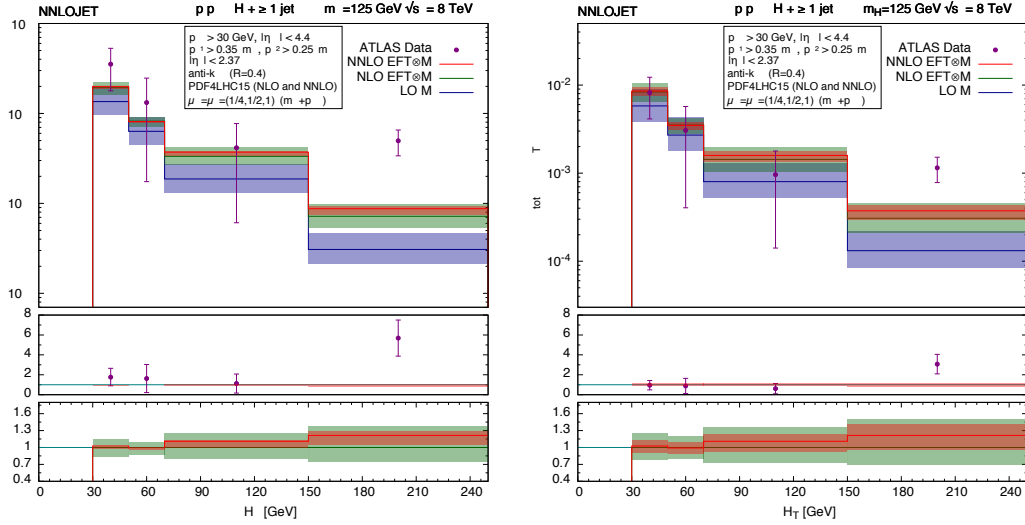 NNLOJET p p H + ≥ 1 jet m =125 GeV √s = 8 TeV
p > 30 GeV, |η | < 4.4
p ¹ > 0.35 m , p ² > 0.25 m
|η | < 2.37
anti-k (R=0.4)
PDF4LHC15 (NLO and NNLO)
μ =μ =(1/4,1/2,1) (m +p )
ATLAS Data
NNLO EFT⊗M
NLO EFT⊗M
LO M
10
10
10
8
6
4
2
0
1.6
1.3
1
0.7
0.4
0 30 60 90 120 150 180 210 240
H [GeV]
NNLOJET p p H + ≥ 1 jet m_H=125 GeV √s = 8 TeV
p > 30 GeV, |η | < 4.4
p ¹ > 0.35 m , p ² > 0.25 m
|η | < 2.37
anti-k (R=0.4)
PDF4LHC15 (NLO and NNLO)
μ =μ =(1/4,1/2,1) (m +p )
ATLAS Data
NNLO EFT⊗M
NLO EFT⊗M
LO M
tot T
10⁻²
10⁻³
10⁻⁴
8
6
4
2
0
1.6
1.3
1
0.7
0.4
0 30 60 90 120 150 180 210 240
H_T [GeV]